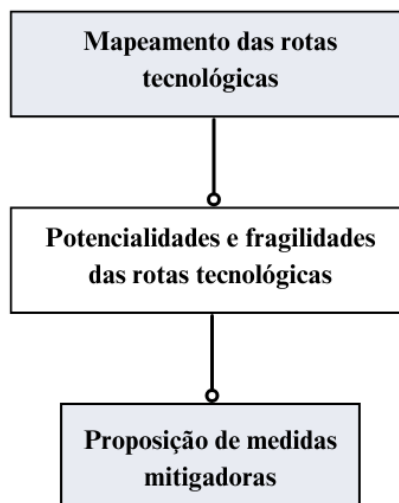 Mapeamento das rotas
tecnológicas
Potencialidades e fragilidades
das rotas tecnológicas
Proposição de medidas
mitigadoras